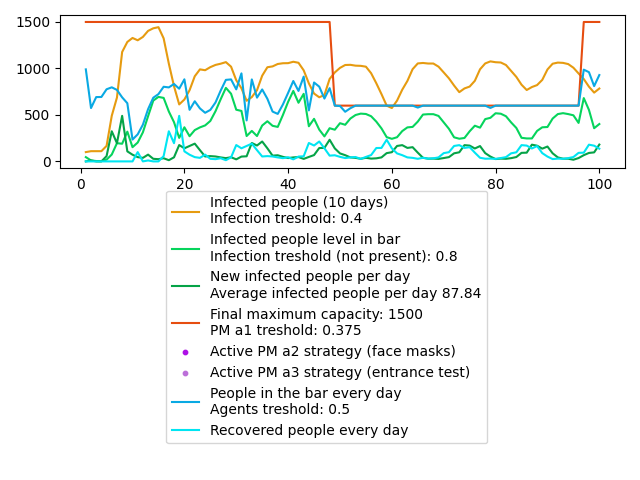 1500
1000
500
0
0 20 40 60 80 100
Infected people (10 days)
Infection treshold: 0.4
Infected people level in bar
Infection treshold (not present): 0.8
New infected people per day
Average infected people per day 87.84
Final maximum capacity: 1500
PM a1 treshold: 0.375
Active PM a2 strategy (face masks)
Active PM a3 strategy (entrance test)
People in the bar every day
Agents treshold: 0.5
Recovered people every day